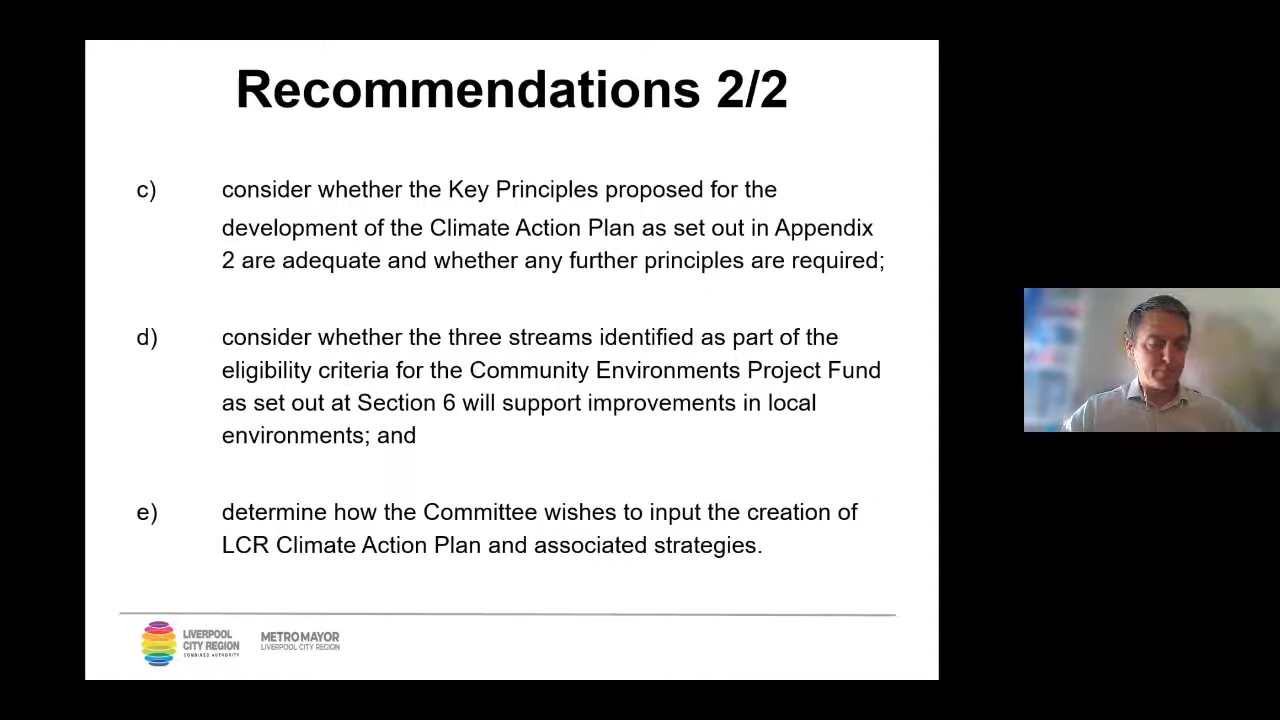 Recommendations 2/2
c) consider whether the Key Principles proposed for the
development of the Climate Action Plan as set out in Appendix
2 are adequate and whether any further principles are required;
d) consider whether the three streams identified as part of the
eligibility criteria for the Community Environments Project Fund
as set out at Section 6 will support improvements in local
environments; and
e) determine how the Committee wishes to input the creation of
LCR Climate Action Plan and associated strategies.
LIVERPOOL
CITY REGION
COMBINED AUTHORITY
METRO MAYOR
LIVERPOOL CITY REGION